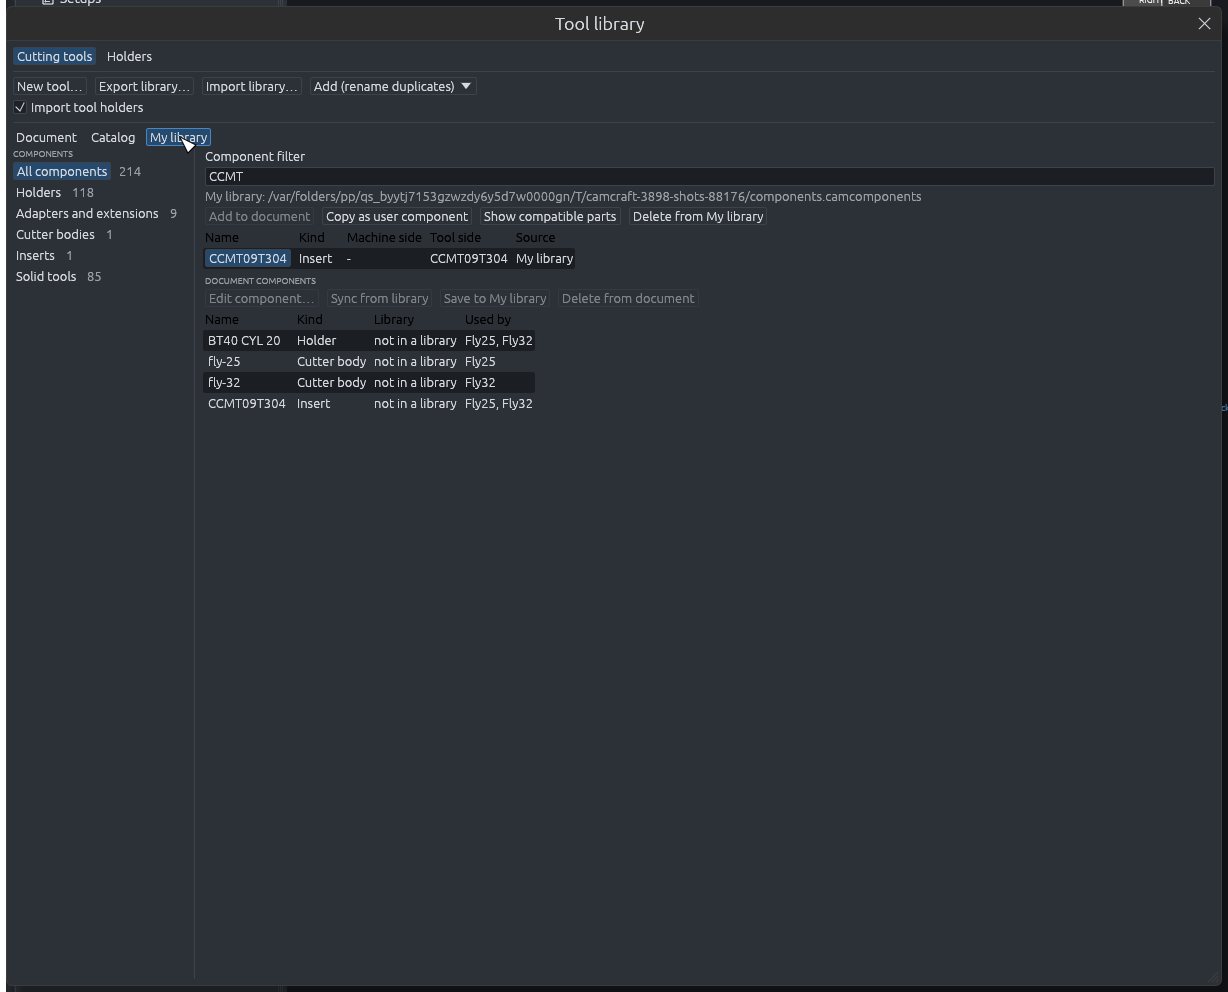 Setups
RIGHT BACK
Tool library
Cutting tools Holders
New tool... Export library... Import library... Add (rename duplicates)
Import tool holders
Document Catalog My library
COMPONENTS
All components 214
Holders 118
Adapters and extensions 9
Cutter bodies 1
Inserts 1
Solid tools 85
Component filter
CCMT
My library: /var/folders/pp/qs_byytj7153gzwzdy6y5d7w0000gn/T/camcraft-3898-shots-88176/components.camcomponents
Add to document Copy as user component Show compatible parts Delete from My library
Name Kind Machine side Tool side Source
CCMT09T304 Insert - CCMT09T304 My library
DOCUMENT COMPONENTS
Edit component... Sync from library Save to My library Delete from document
Name Kind Library Used by
BT40 CYL 20 Holder not in a library Fly25, Fly32
fly-25 Cutter body not in a library Fly25
fly-32 Cutter body not in a library Fly32
CCMT09T304 Insert not in a library Fly25, Fly32